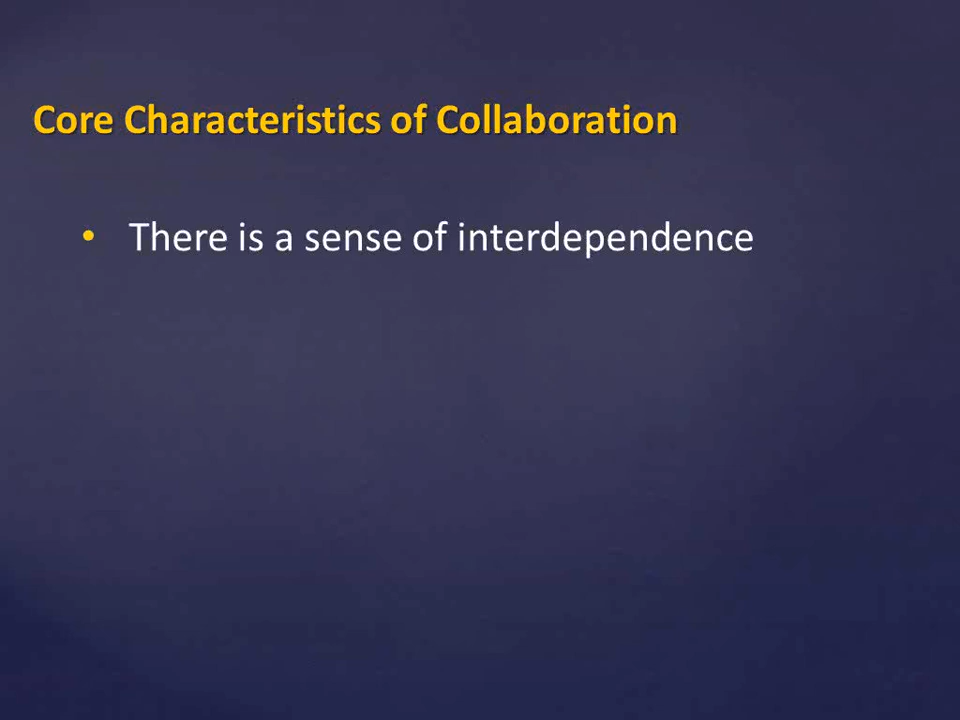 Core Characteristics of Collaboration
• There is a sense of interdependence